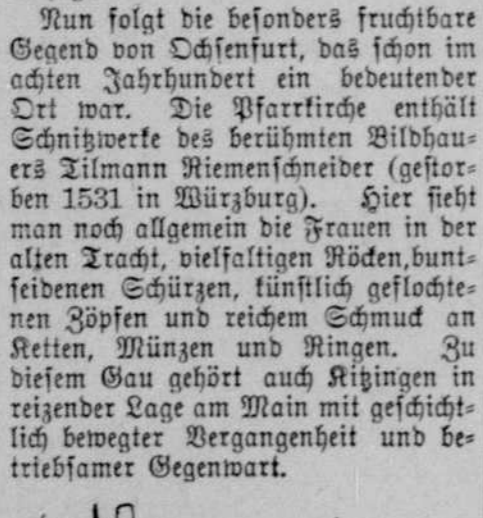 Nun folgt die besonders fruchtbare
Gegend von Ochsenfurt, das schon im
achten Jahrhundert ein bedeutender
Ort war. Die Pfarrkirche enthält
Schnitzwerke des berühmten Bildhau-
ers Tilmann Riemenschneider (gestor-
ben 1531 in Würzburg). Hier sieht
man noch allgemein die Frauen in der
alten Tracht, vielfaltigen Röcken, bunt-
seidenen Schürzen, künstlich geflochte-
nen Zöpfen und reichem Schmuck an
Ketten, Münzen und Ringen. Zu
diesem Gau gehört auch Kitzingen in
reizender Lage am Main mit geschicht-
lich bewegter Vergangenheit und be-
triebsamer Gegenwart.